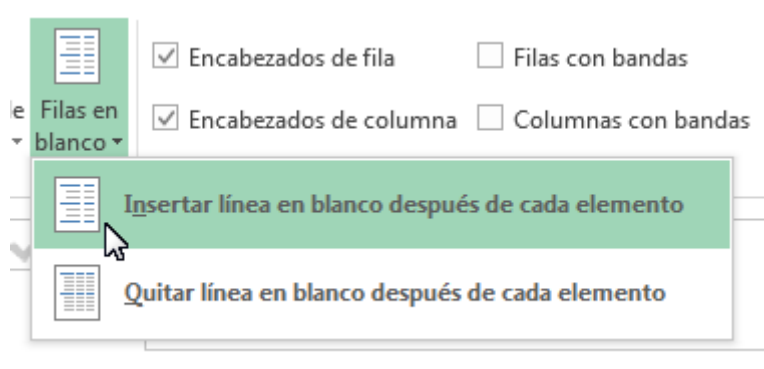 Encabezados de fila
Filas con bandas
Filas en
blanco
Encabezados de columna
Columnas con bandas
Insertar línea en blanco después de cada elemento
Quitar línea en blanco después de cada elemento